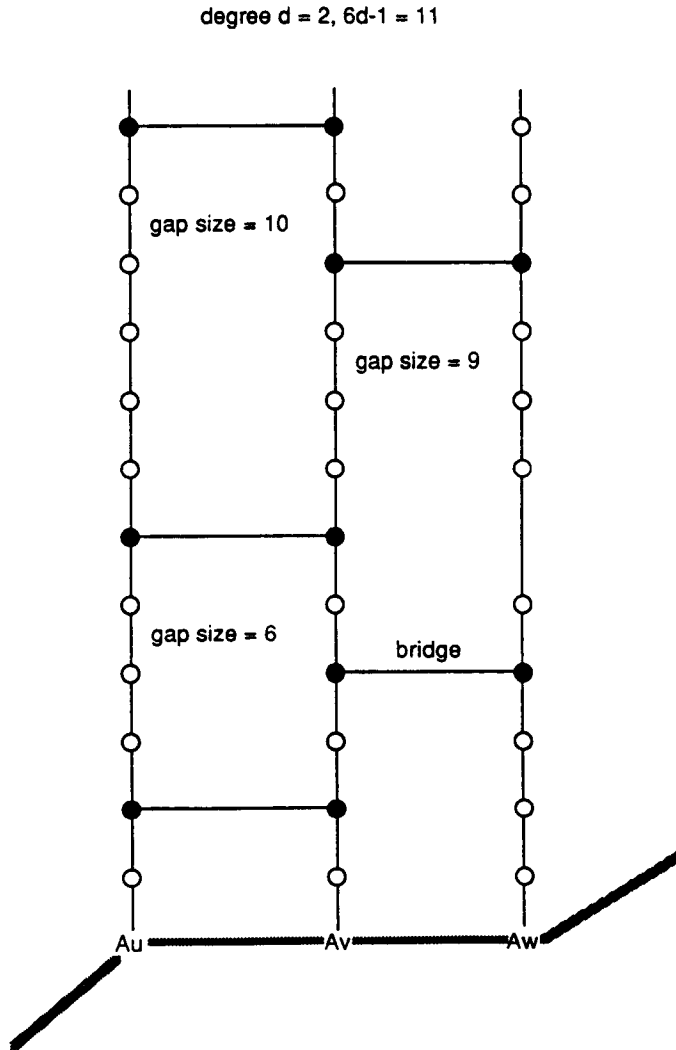 degree d = 2, 6d-1 = 11
gap size = 10
gap size = 9
gap size = 6
bridge
Au
Av
Aw